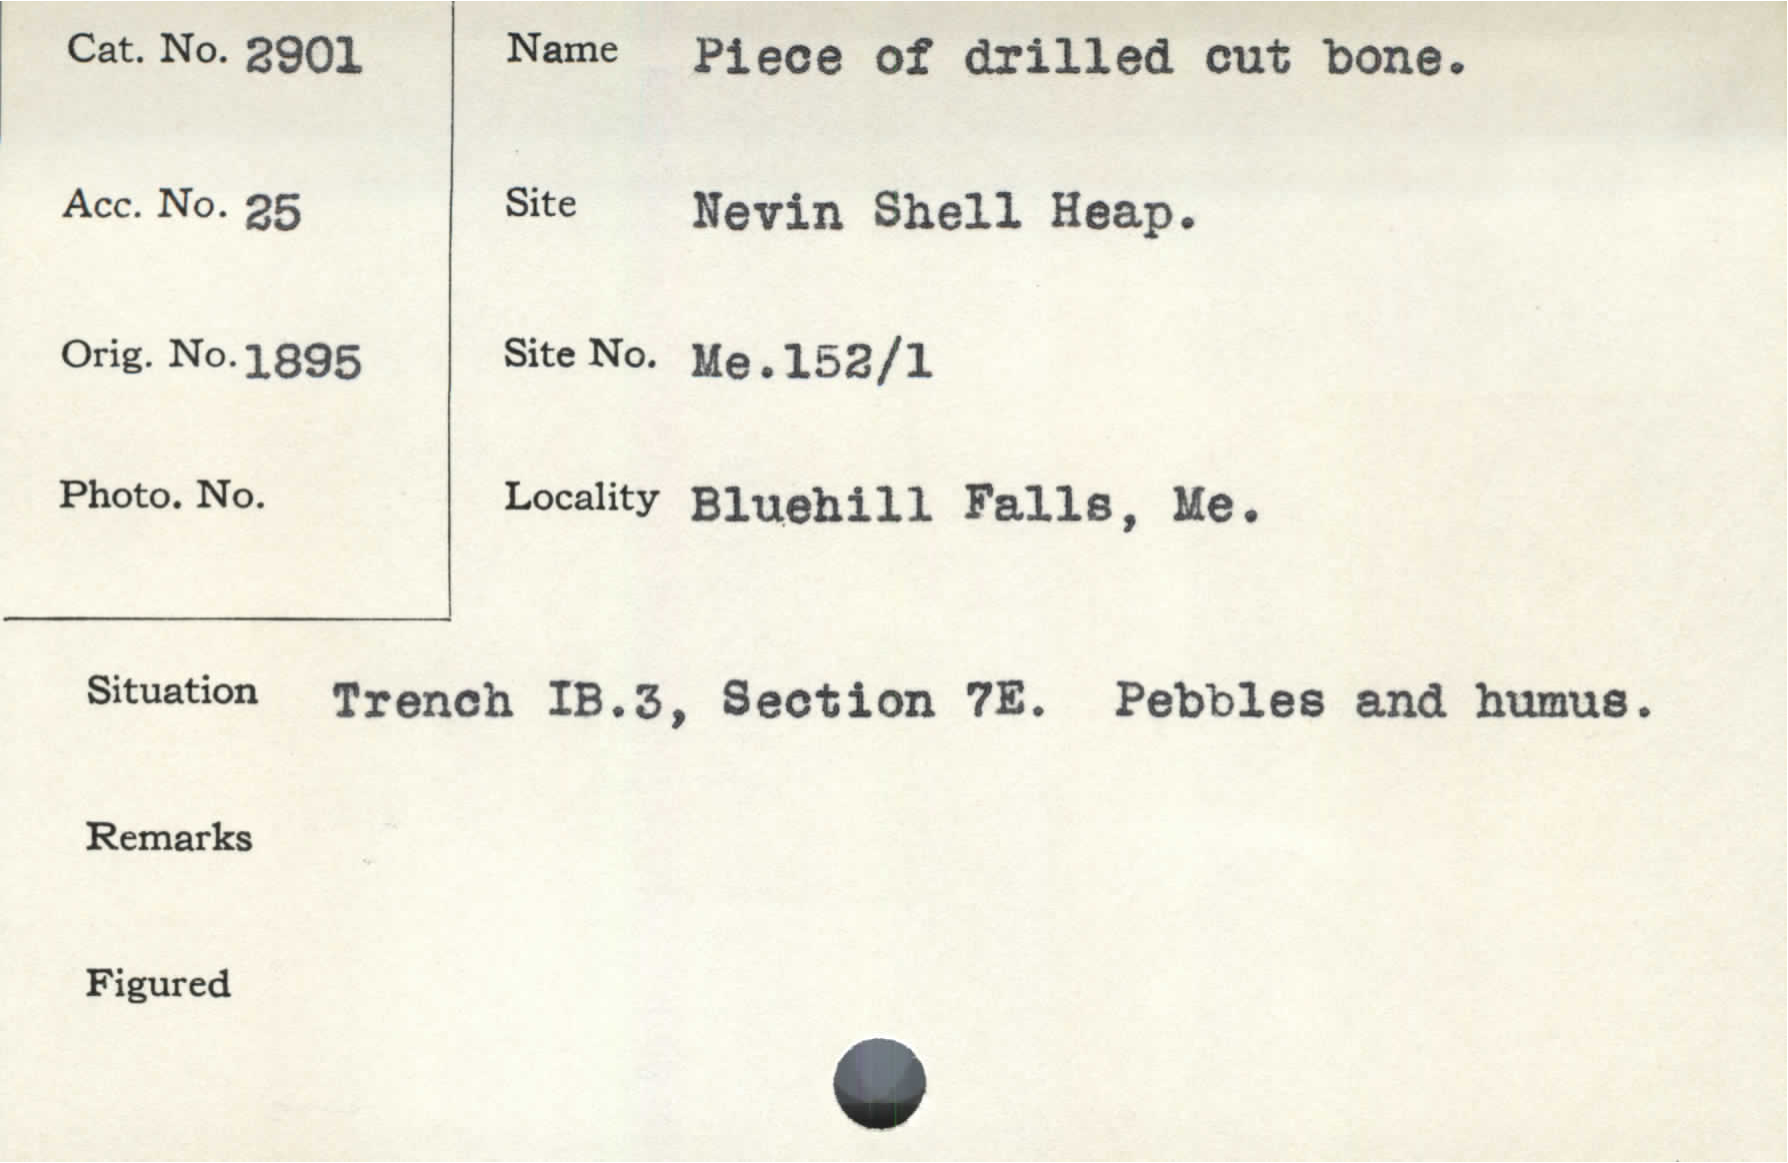 Cat. No. 2901
Name Piece of drilled cut bone.
Acc. No. 25
Site Nevin Shell Heap.
Orig. No. 1895
Site No. Me.152/1
Photo. No.
Locality Bluehill Falls, Me.
Situation Trench IB.3, Section 7E. Pebbles and humus.
Remarks
Figured